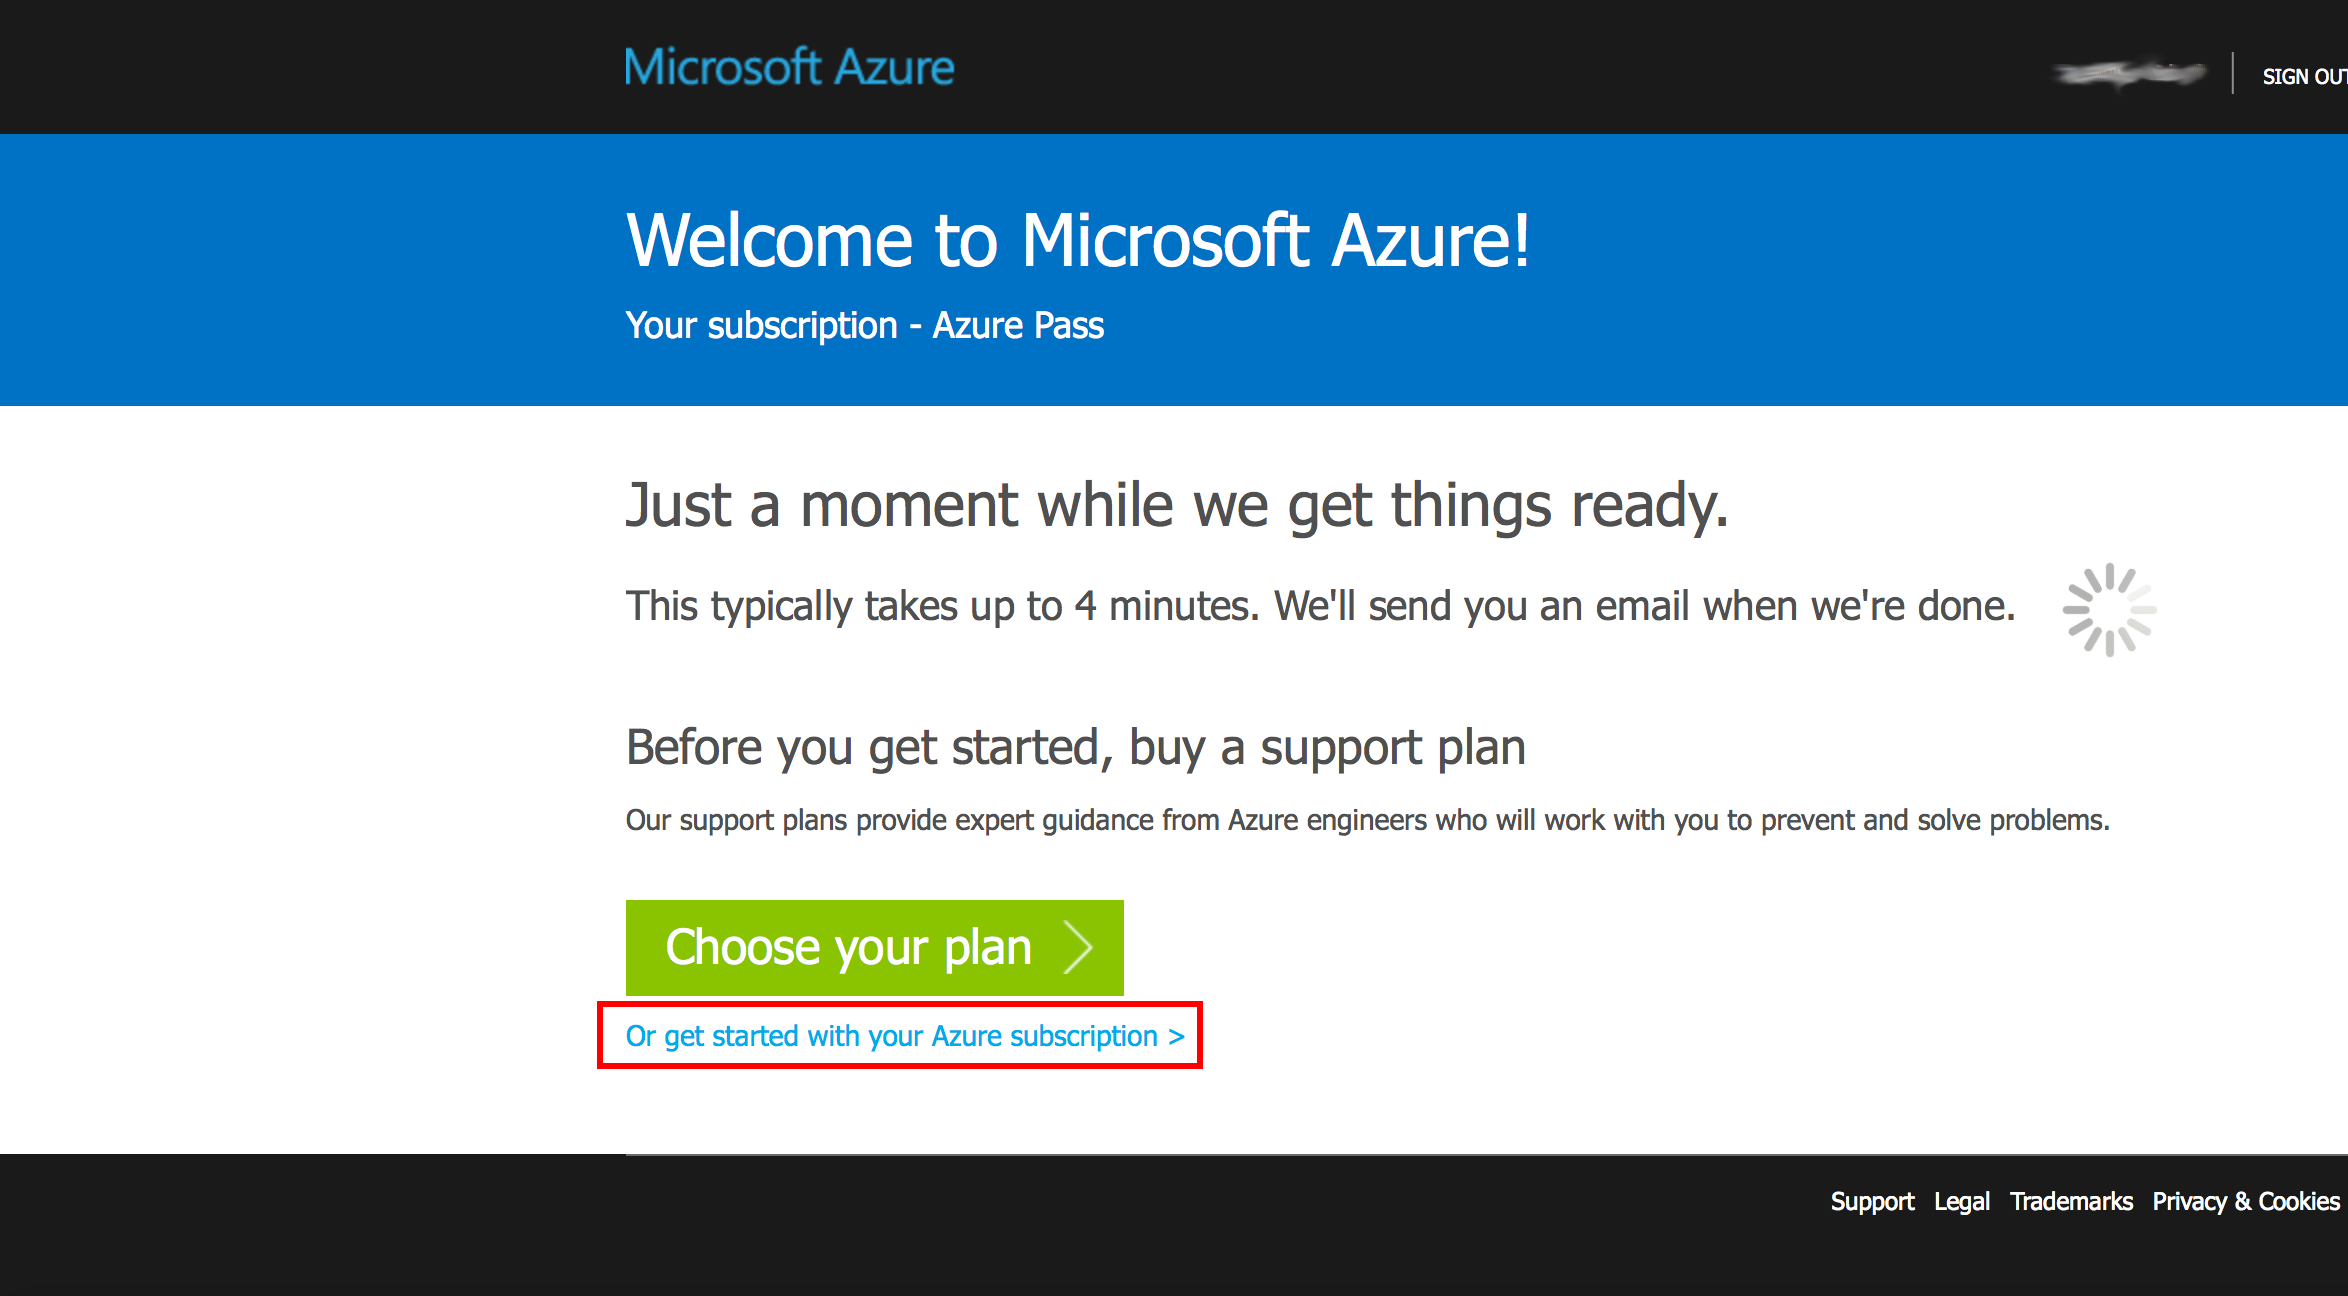 Microsoft Azure
SIGN OUT
Welcome to Microsoft Azure!
Your subscription - Azure Pass
Just a moment while we get things ready.
This typically takes up to 4 minutes. We'll send you an email when we're done.
Before you get started, buy a support plan
Our support plans provide expert guidance from Azure engineers who will work with you to prevent and solve problems.
Choose your plan
Or get started with your Azure subscription >
Support Legal Trademarks Privacy & Cookies